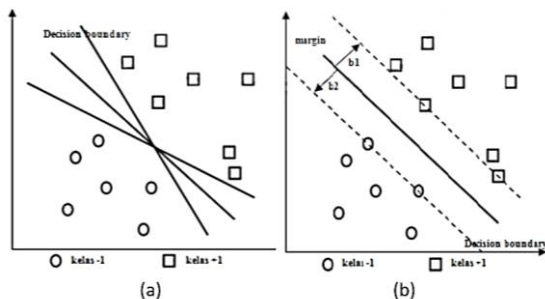 Decision boundary
kelas -1
kelas +1
(a)
margin
b1
b2
Decision boundary
kelas -1
kelas +1
(b)